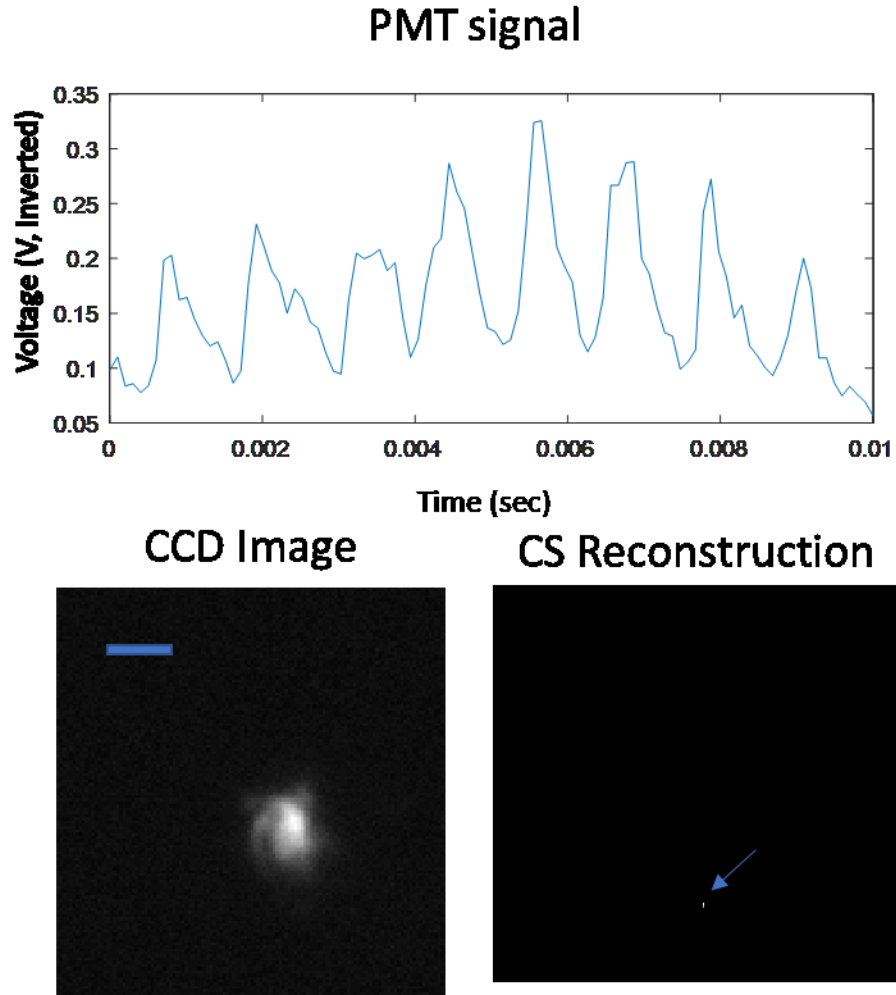 PMT signal
0.35
0.3
0.25
0.2
0.15
0.1
0.05
Voltage (V, Inverted)
0 0.002 0.004 0.006 0.008 0.01
Time (sec)
CCD Image CS Reconstruction